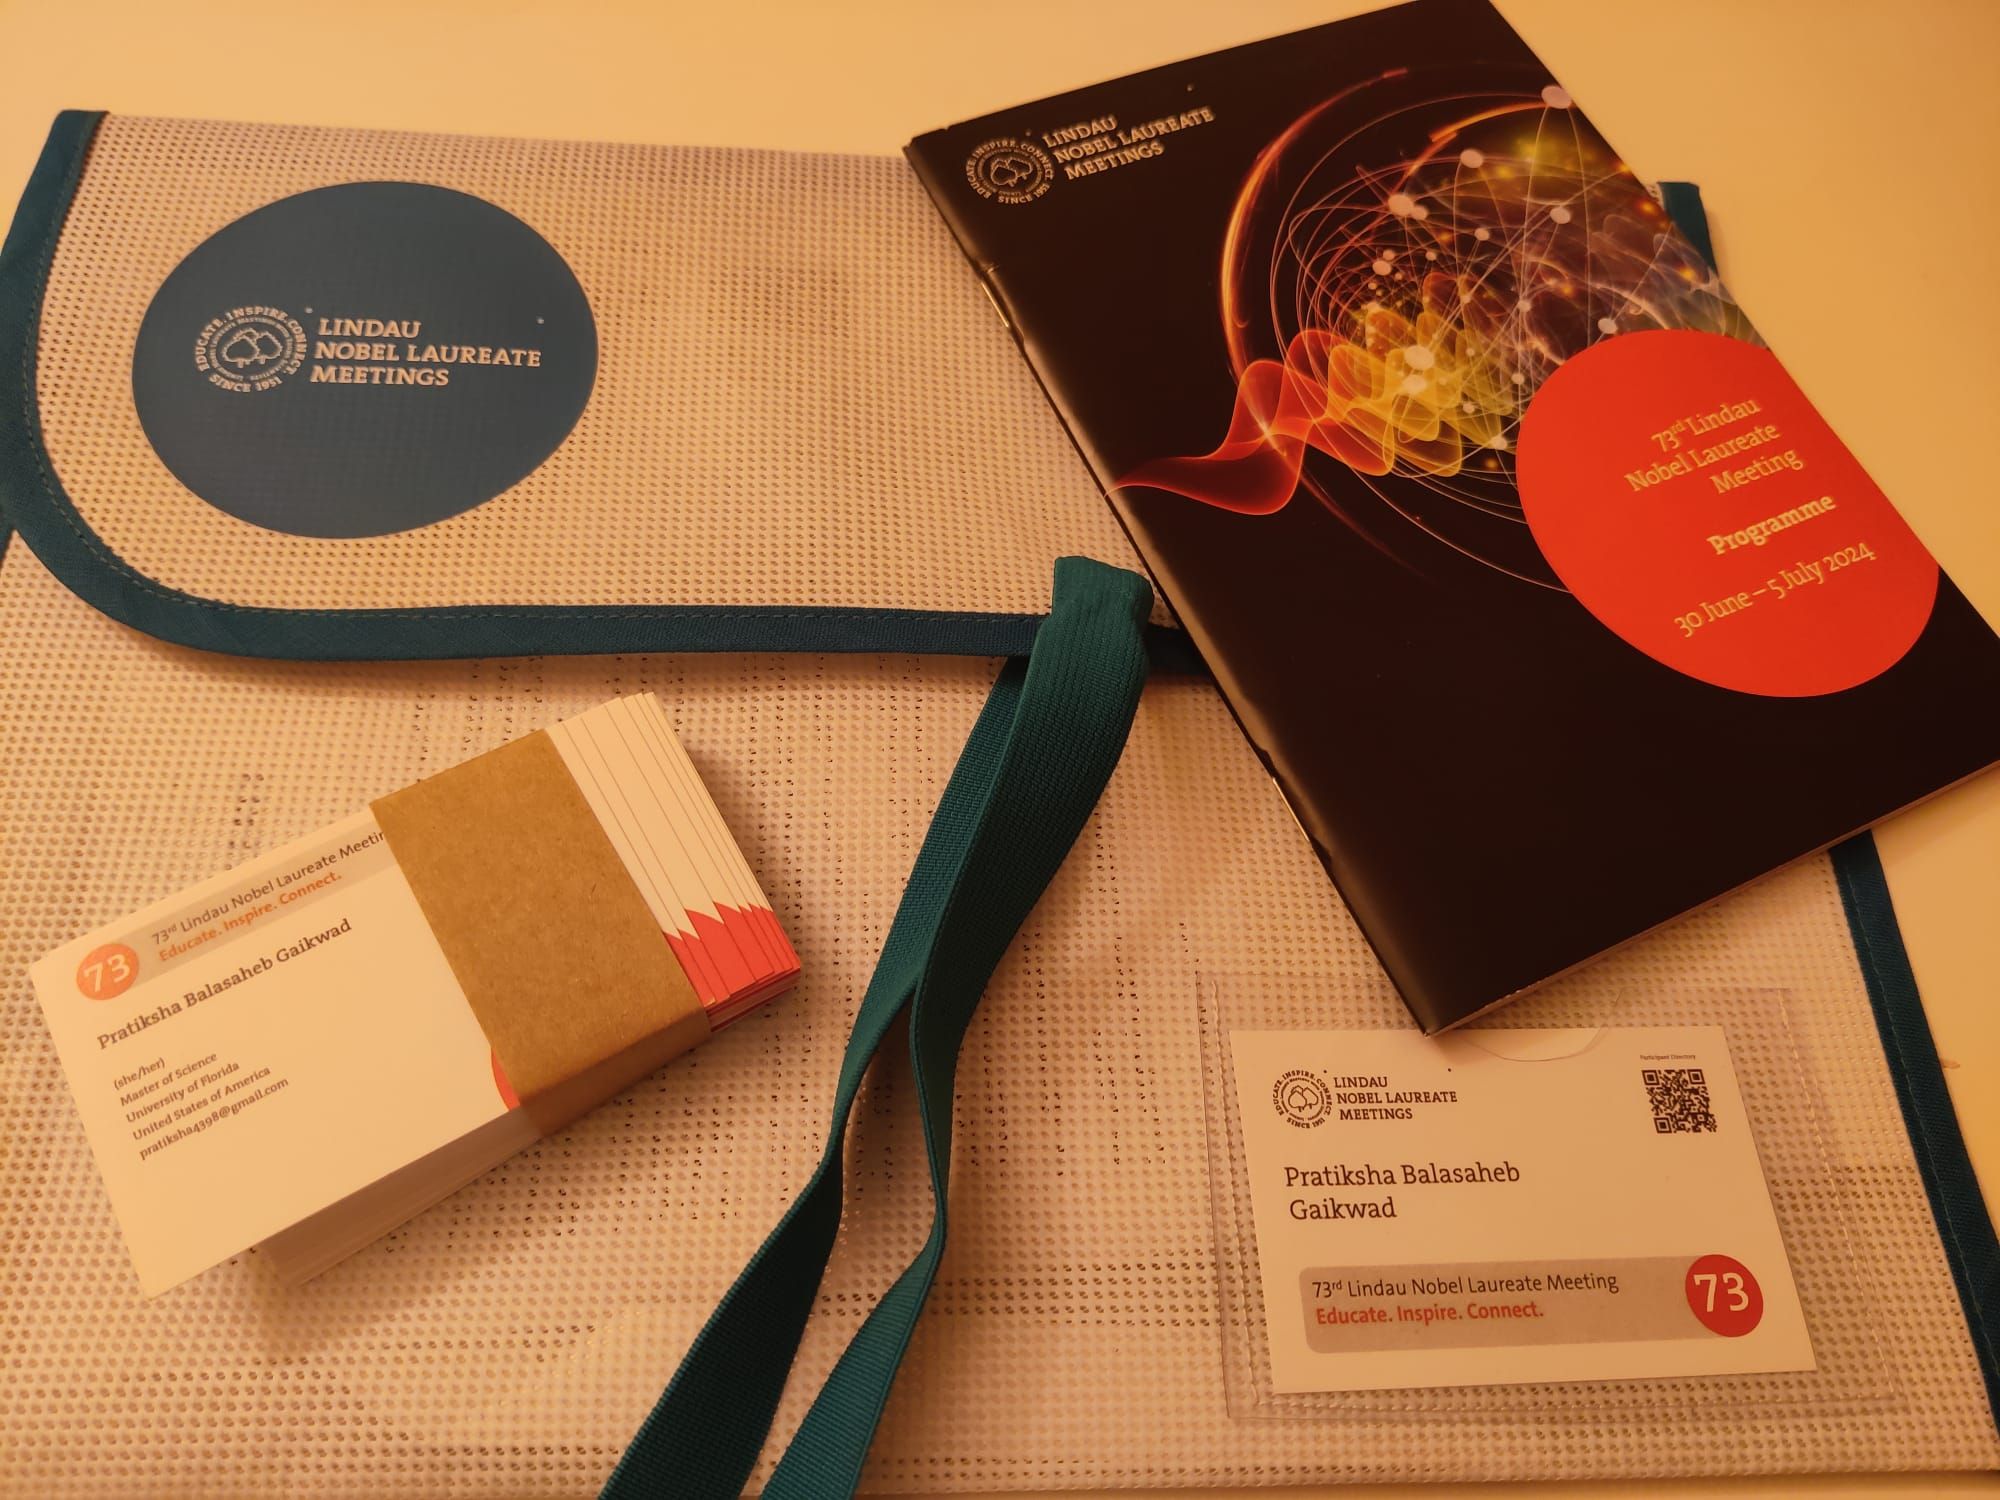 EDUCATE. INSPIRE. CONNECT.
SINCE 1951
LINDAU
NOBEL LAUREATE
MEETINGS
EDUCATE. INSPIRE. CONNECT.
SINCE 1951
LINDAU
NOBEL LAUREATE
MEETINGS
73rd Lindau
Nobel Laureate
Meeting
Programme
30 June – 5 July 2024
73
73rd Lindau Nobel Laureate Meetin
Educate. Inspire. Connect.
Pratiksha Balasaheb Gaikwad
(she/her)
Master of Science
University of Florida
United States of America
pratiksha4398@gmail.com
EDUCATE. INSPIRE. CONNECT.
SINCE 1951
LINDAU
NOBEL LAUREATE
MEETINGS
Participant Directory
Pratiksha Balasaheb
Gaikwad
73rd Lindau Nobel Laureate Meeting
Educate. Inspire. Connect.
73